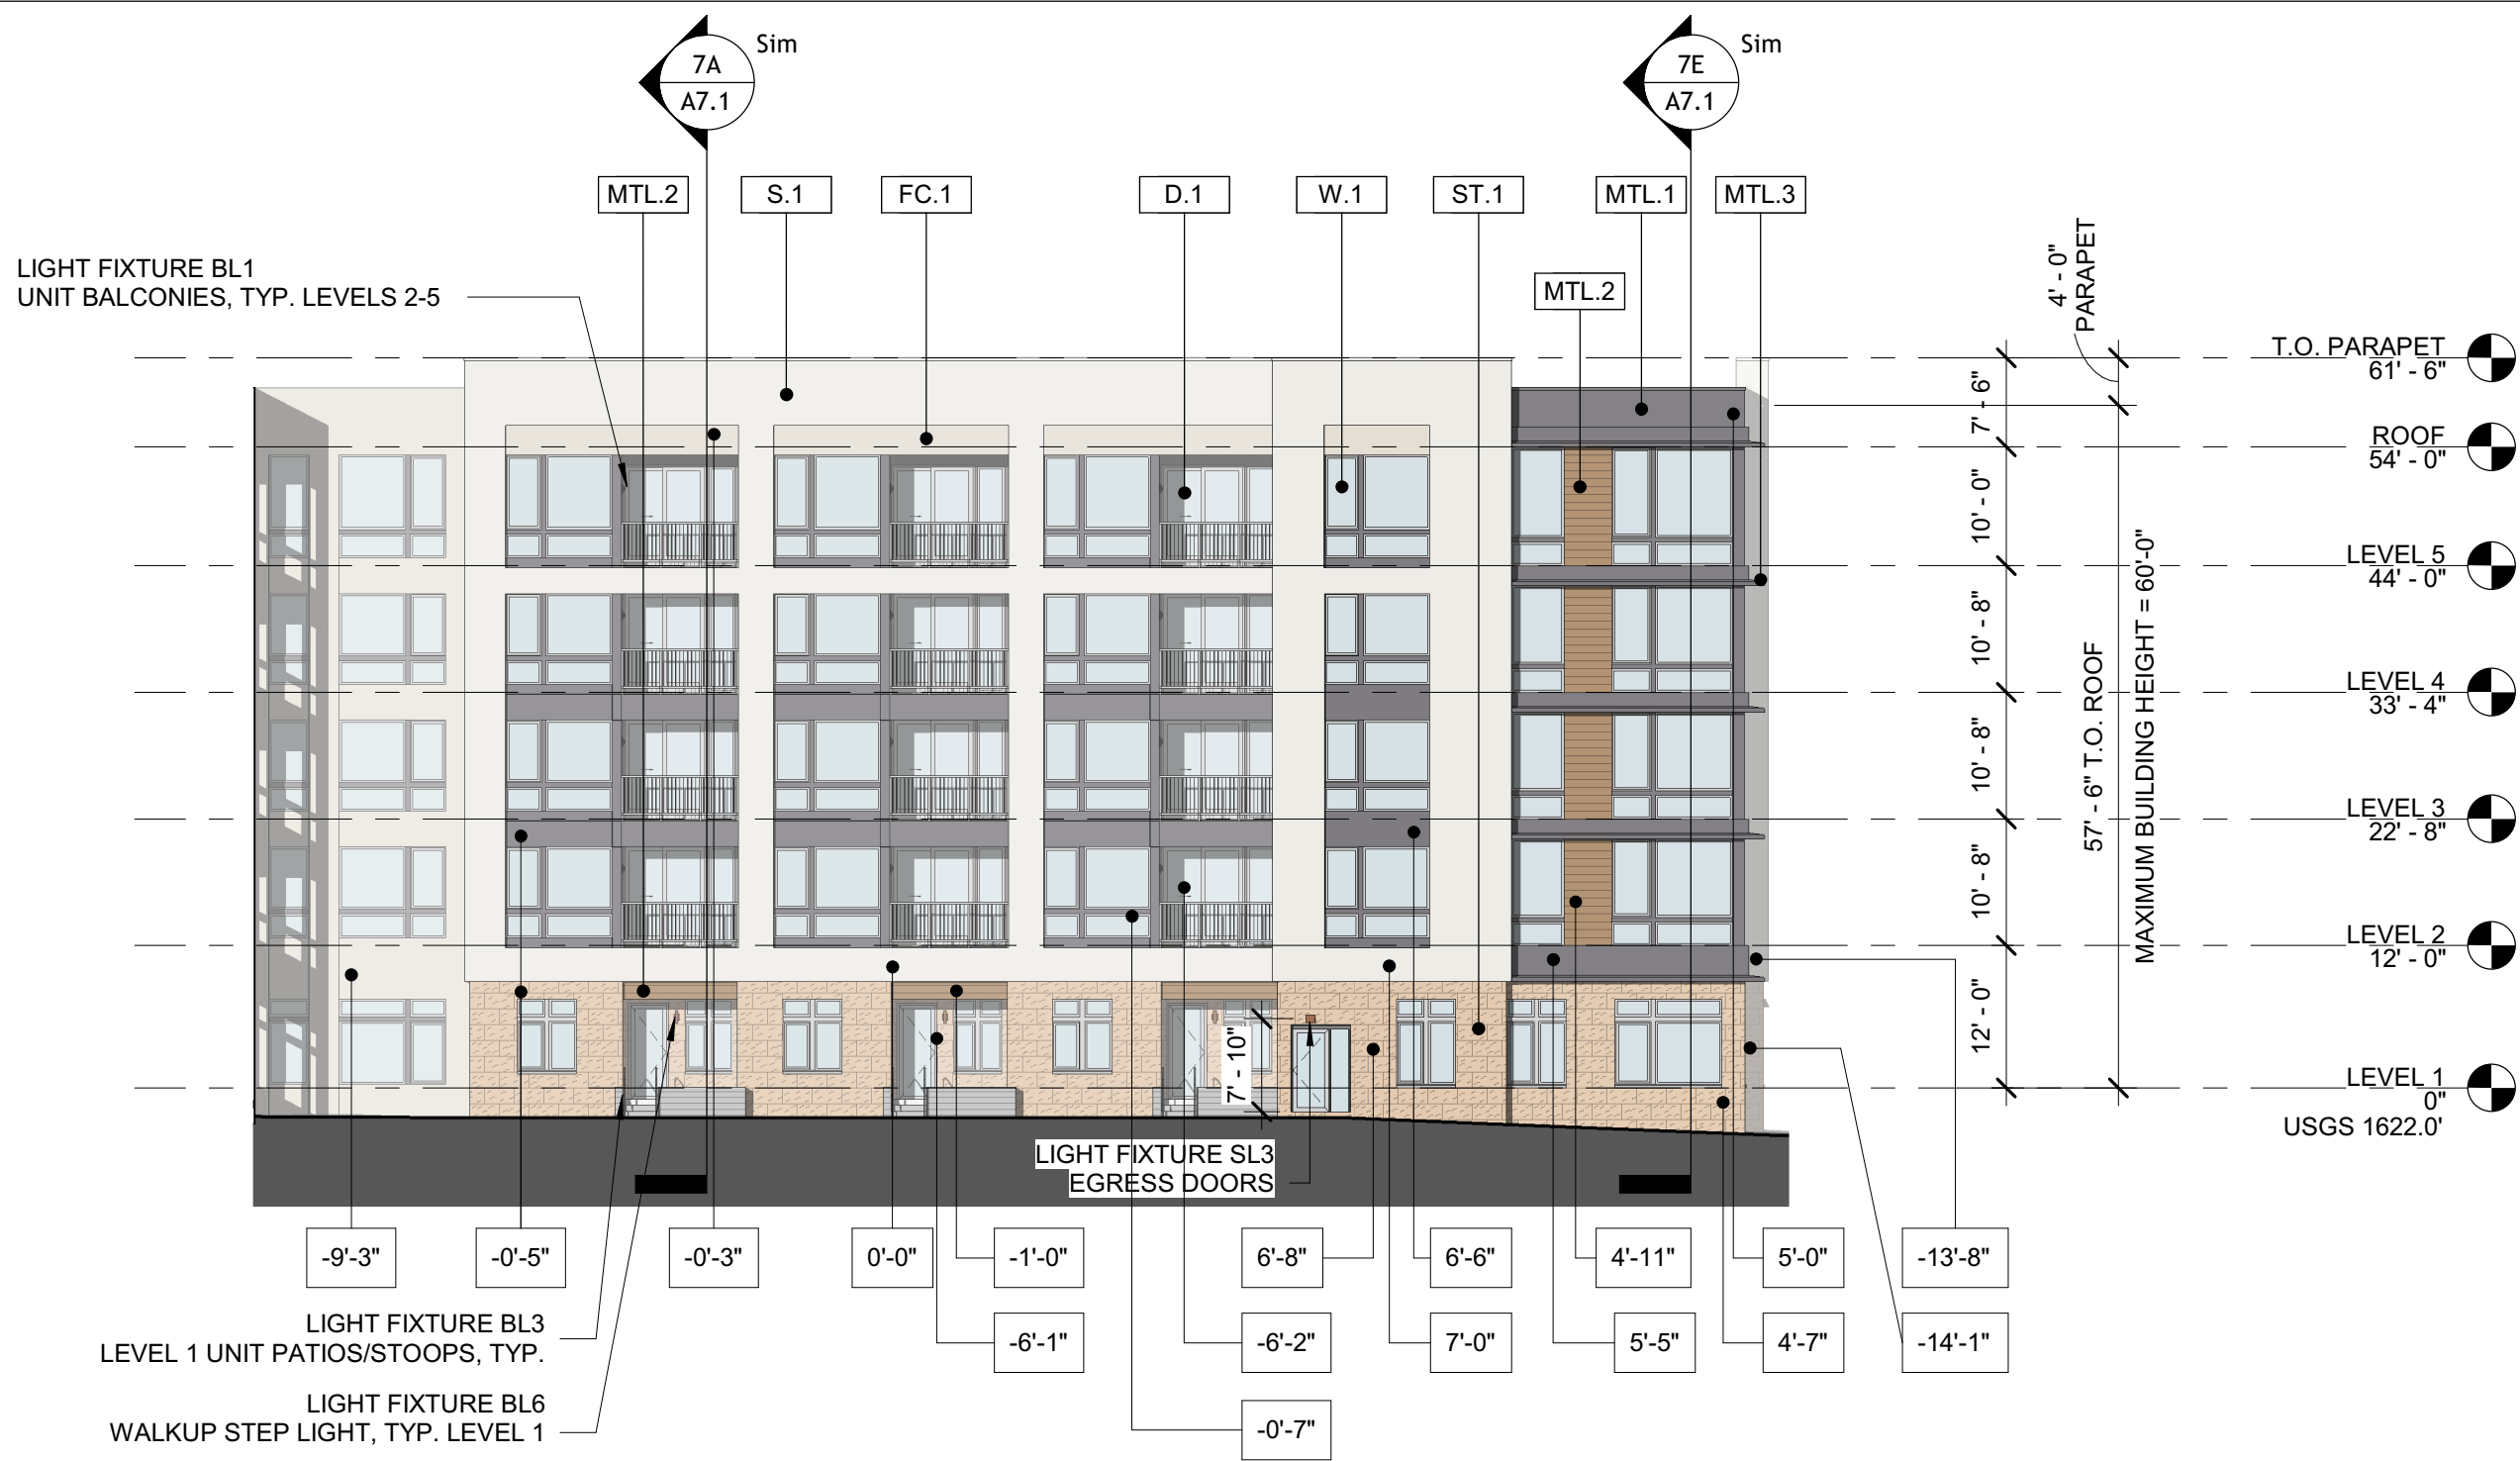 7A
A7.1
Sim
7E
A7.1
Sim
MTL.2
S.1
FC.1
D.1
W.1
ST.1
MTL.1
MTL.3
MTL.2
LIGHT FIXTURE BL1
UNIT BALCONIES, TYP. LEVELS 2-5
4' - 0"
PARAPET
T.O. PARAPET
61' - 6"
7' - 6"
ROOF
54' - 0"
10' - 0"
LEVEL 5
44' - 0"
10' - 8"
LEVEL 4
33' - 4"
10' - 8"
LEVEL 3
22' - 8"
10' - 8"
LEVEL 2
12' - 0"
12' - 0"
LEVEL 1
0"
USGS 1622.0'
57' - 6" T.O. ROOF
MAXIMUM BUILDING HEIGHT = 60'-0"
7' - 10"
LIGHT FIXTURE SL3
EGRESS DOORS
-9'-3"
-0'-5"
-0'-3"
0'-0"
-1'-0"
6'-8"
6'-6"
4'-11"
5'-0"
-13'-8"
-6'-1"
-6'-2"
7'-0"
5'-5"
4'-7"
-14'-1"
-0'-7"
LIGHT FIXTURE BL3
LEVEL 1 UNIT PATIOS/STOOPS, TYP.
LIGHT FIXTURE BL6
WALKUP STEP LIGHT, TYP. LEVEL 1